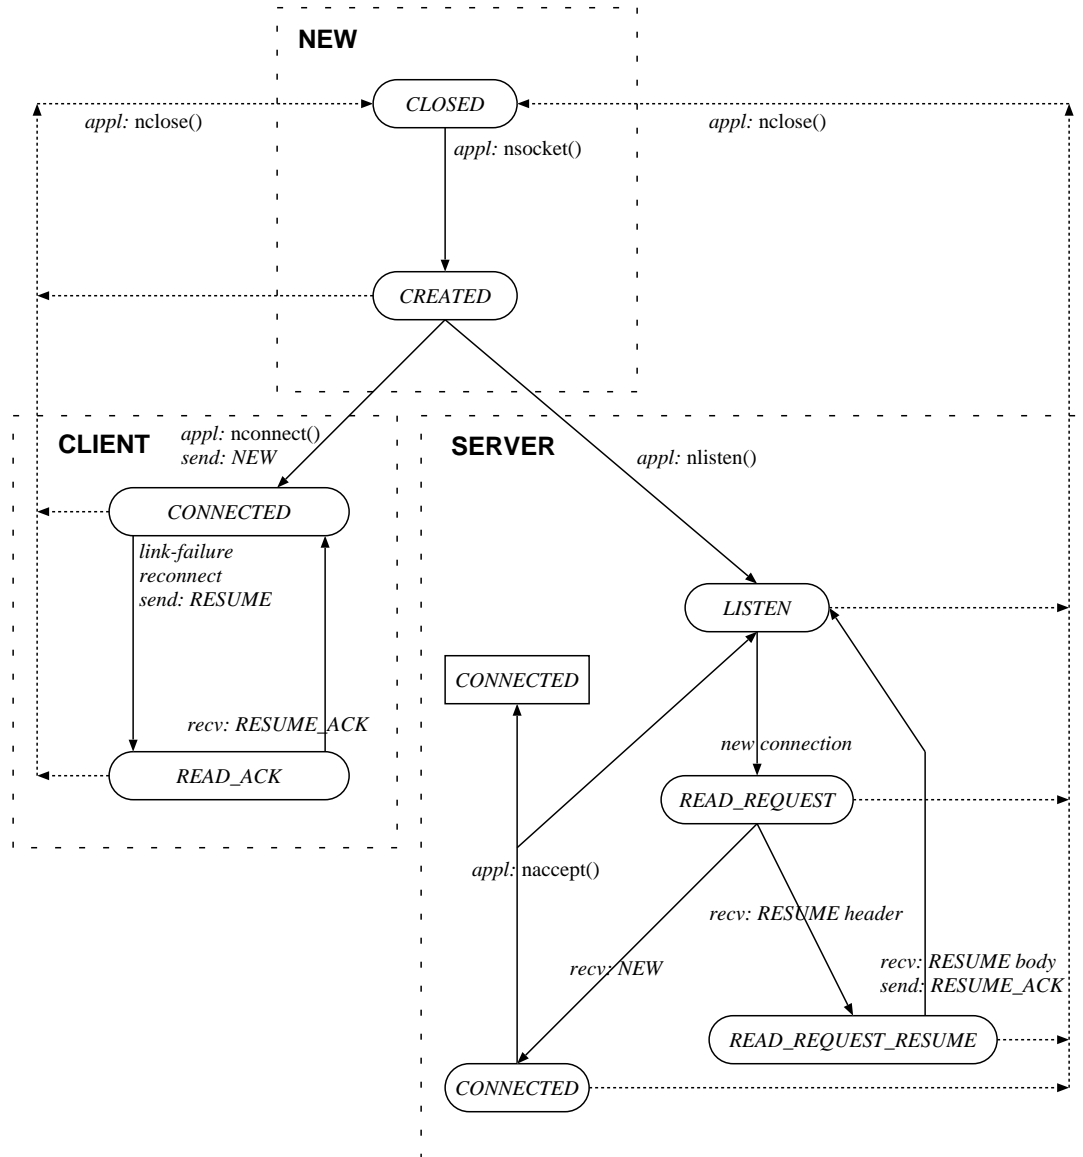 NEW
CLOSED
appl: nclose()
appl: nclose()
appl: nsocket()
CREATED
CLIENT
appl: nconnect()
send: NEW
SERVER
appl: nlisten()
CONNECTED
link-failure
reconnect
send: RESUME
LISTEN
CONNECTED
recv: RESUME_ACK
new connection
READ_ACK
READ_REQUEST
appl: naccept()
recv: RESUME header
recv: NEW
recv: RESUME body
send: RESUME_ACK
READ_REQUEST_RESUME
CONNECTED